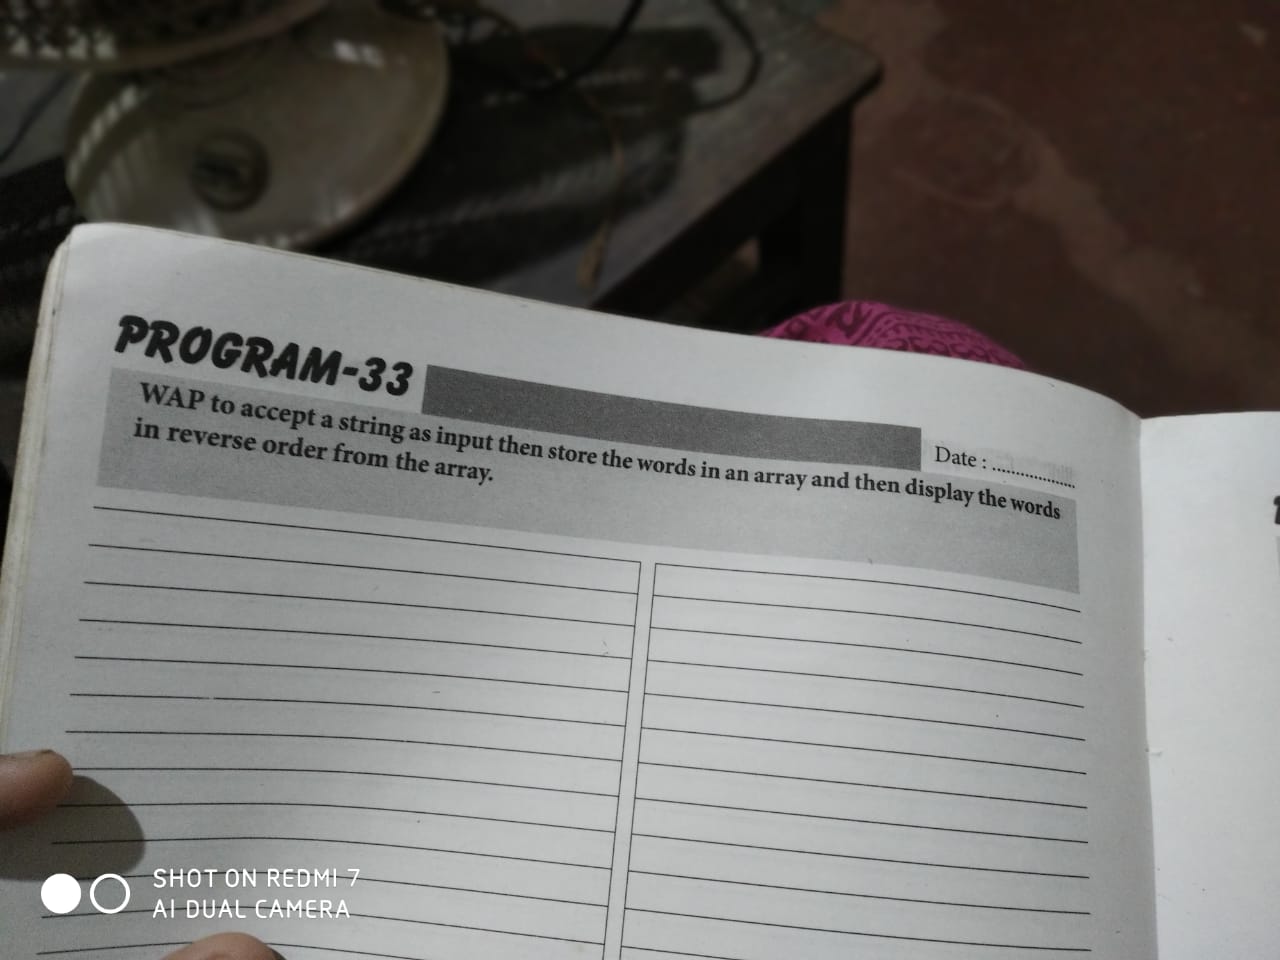 PROGRAM-33
Date : ....................
WAP to accept a string as input then store the words in an array and then display the words
in reverse order from the array.
SHOT ON REDMI 7
AI DUAL CAMERA